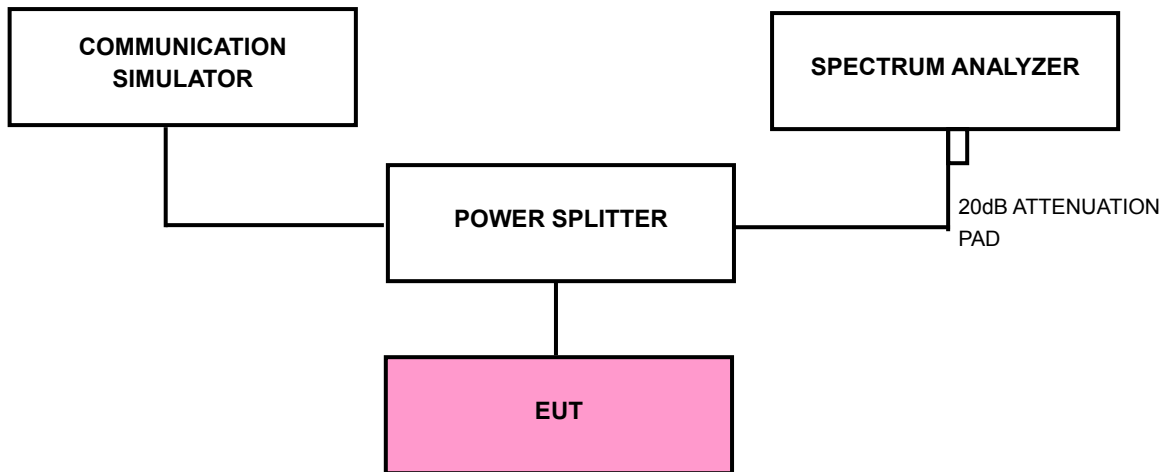 COMMUNICATION
SIMULATOR
SPECTRUM ANALYZER
POWER SPLITTER
20dB ATTENUATION
PAD
EUT